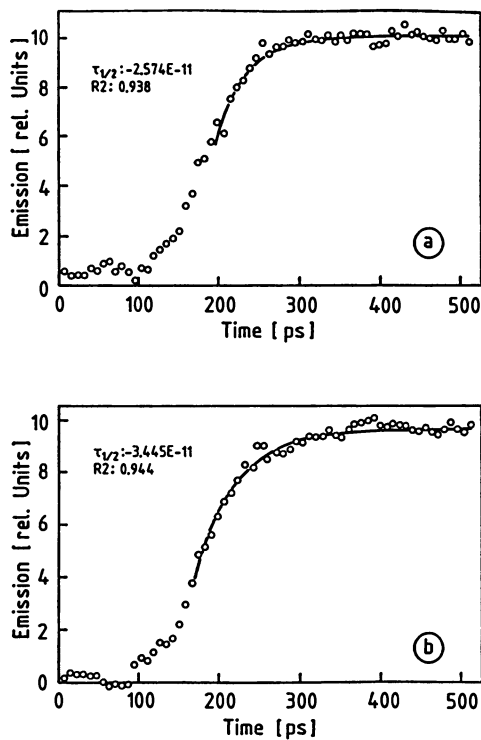 10
8
6
4
2
0
Emission [ rel. Units ]
τ1/2:-2.574E-11
R2: 0.938
a
0 100 200 300 400 500
Time [ ps ]
10
8
6
4
2
0
Emission [ rel. Units ]
τ1/2:-3.445E-11
R2: 0.944
b
0 100 200 300 400 500
Time [ ps ]